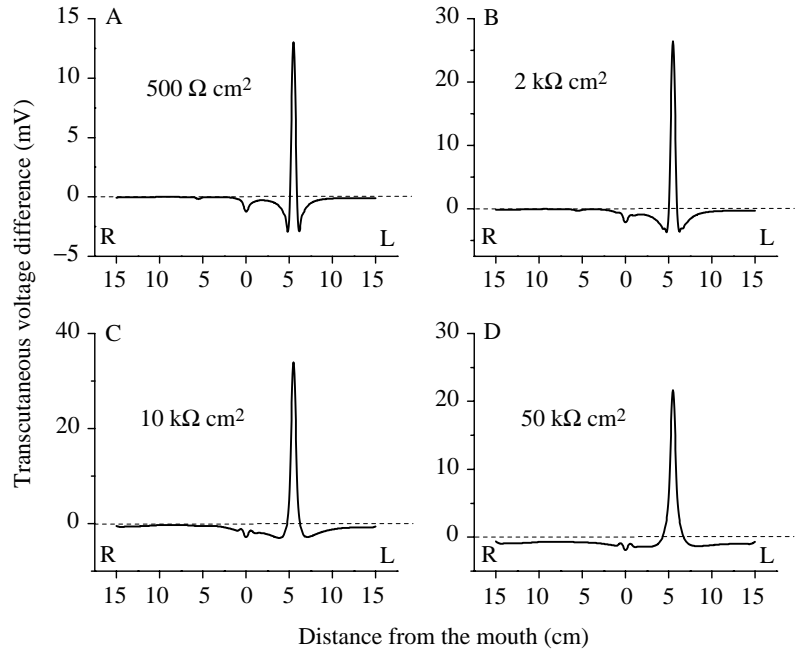 Transcutaneous voltage difference (mV)
A
15
10
5
0
−5
500 Ω cm²
R
L
15 10 5 0 5 10 15
B
30
20
10
0
2 kΩ cm²
R
L
15 10 5 0 5 10 15
C
40
20
0
10 kΩ cm²
R
L
15 10 5 0 5 10 15
D
30
20
10
0
50 kΩ cm²
R
L
15 10 5 0 5 10 15
Distance from the mouth (cm)